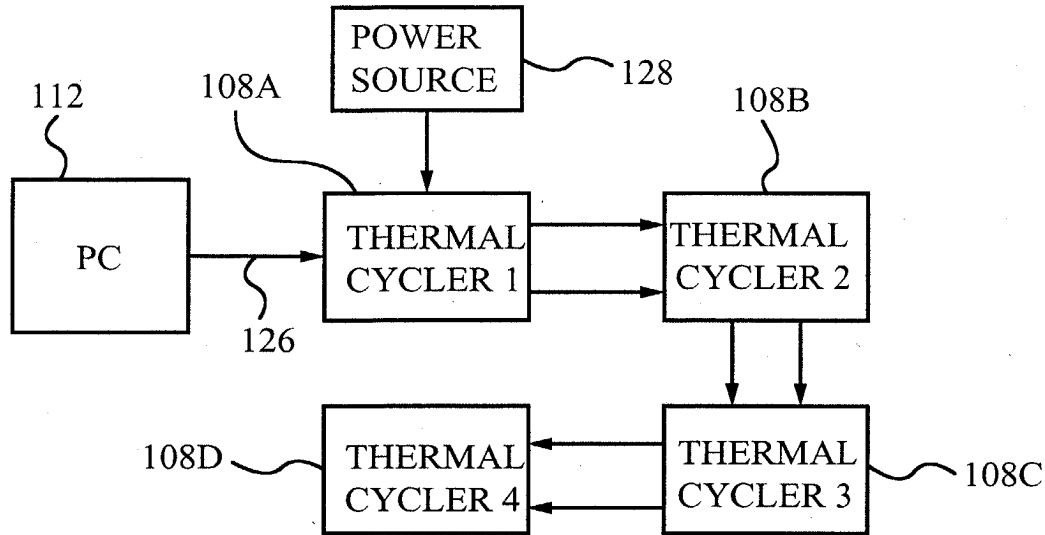 POWER
SOURCE
128
112
108A
108B
PC
THERMAL
CYCLER 1
THERMAL
CYCLER 2
126
108D
THERMAL
CYCLER 4
THERMAL
CYCLER 3
108C